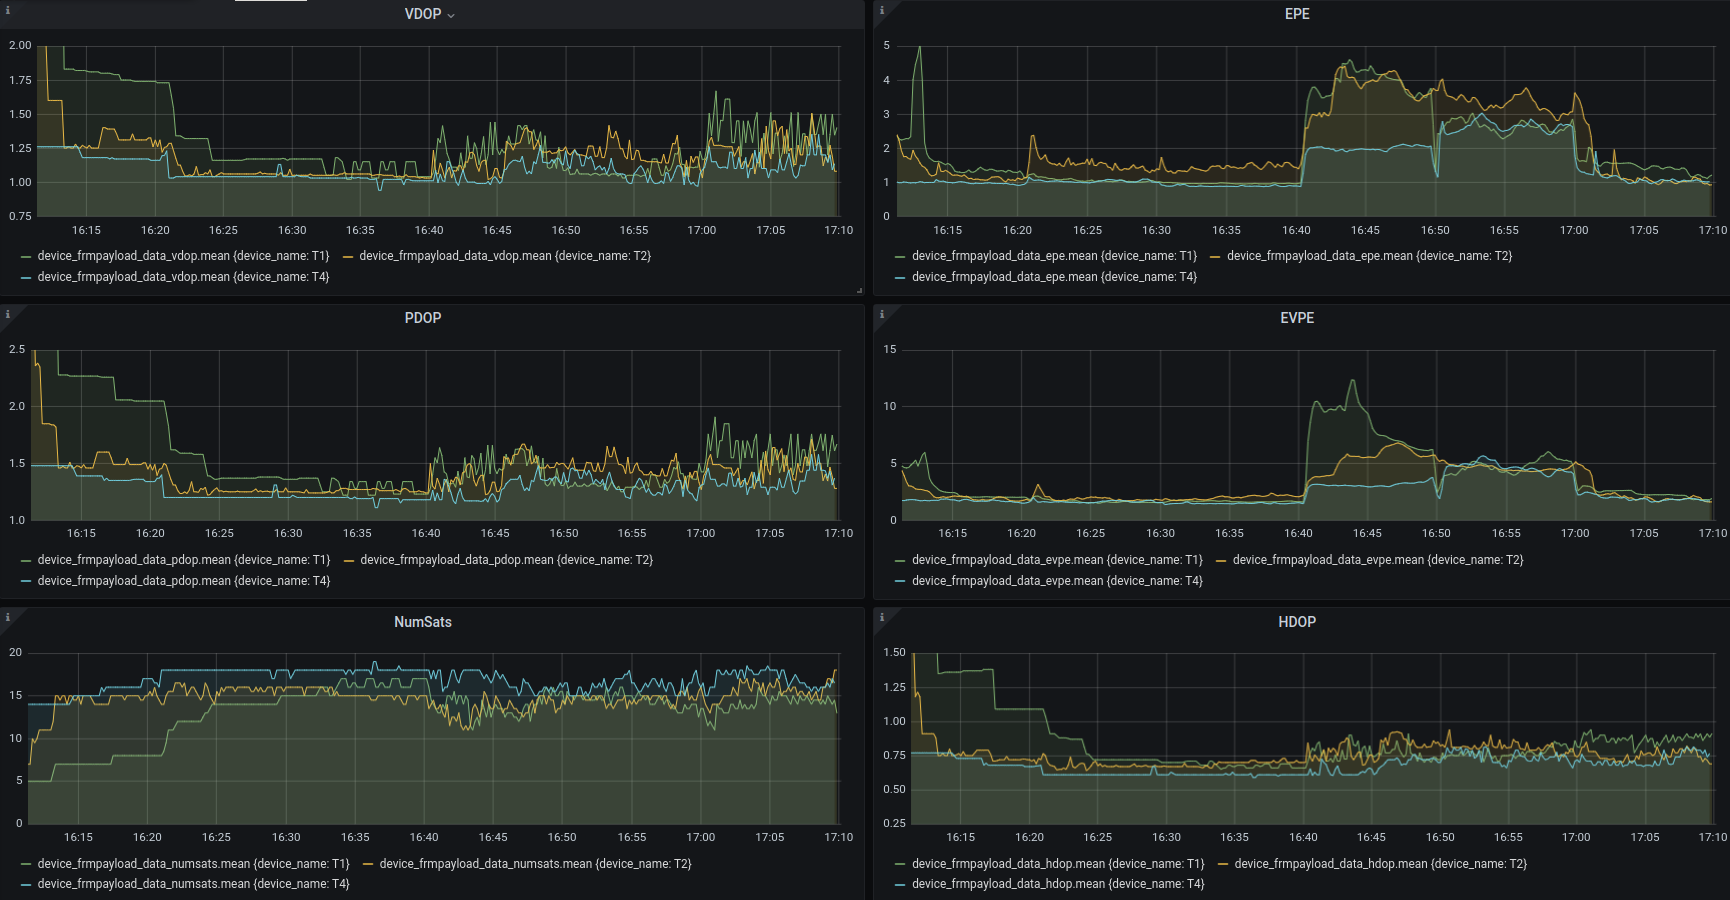 VDOP
2.00
1.75
1.50
1.25
1.00
0.75
16:15 16:20 16:25 16:30 16:35 16:40 16:45 16:50 16:55 17:00 17:05 17:10
device_frmpayload_data_vdop.mean {device_name: T1} device_frmpayload_data_vdop.mean {device_name: T2}
device_frmpayload_data_vdop.mean {device_name: T4}
EPE
5
4
3
2
1
0
16:15 16:20 16:25 16:30 16:35 16:40 16:45 16:50 16:55 17:00 17:05 17:10
device_frmpayload_data_epe.mean {device_name: T1} device_frmpayload_data_epe.mean {device_name: T2}
device_frmpayload_data_epe.mean {device_name: T4}
PDOP
2.5
2.0
1.5
1.0
16:15 16:20 16:25 16:30 16:35 16:40 16:45 16:50 16:55 17:00 17:05 17:10
device_frmpayload_data_pdop.mean {device_name: T1} device_frmpayload_data_pdop.mean {device_name: T2}
device_frmpayload_data_pdop.mean {device_name: T4}
EVPE
15
10
5
0
16:15 16:20 16:25 16:30 16:35 16:40 16:45 16:50 16:55 17:00 17:05 17:10
device_frmpayload_data_evpe.mean {device_name: T1} device_frmpayload_data_evpe.mean {device_name: T2}
device_frmpayload_data_evpe.mean {device_name: T4}
NumSats
20
15
10
5
0
16:15 16:20 16:25 16:30 16:35 16:40 16:45 16:50 16:55 17:00 17:05 17:10
device_frmpayload_data_numsats.mean {device_name: T1} device_frmpayload_data_numsats.mean {device_name: T2}
device_frmpayload_data_numsats.mean {device_name: T4}
HDOP
1.50
1.25
1.00
0.75
0.50
0.25
16:15 16:20 16:25 16:30 16:35 16:40 16:45 16:50 16:55 17:00 17:05 17:10
device_frmpayload_data_hdop.mean {device_name: T1} device_frmpayload_data_hdop.mean {device_name: T2}
device_frmpayload_data_hdop.mean {device_name: T4}